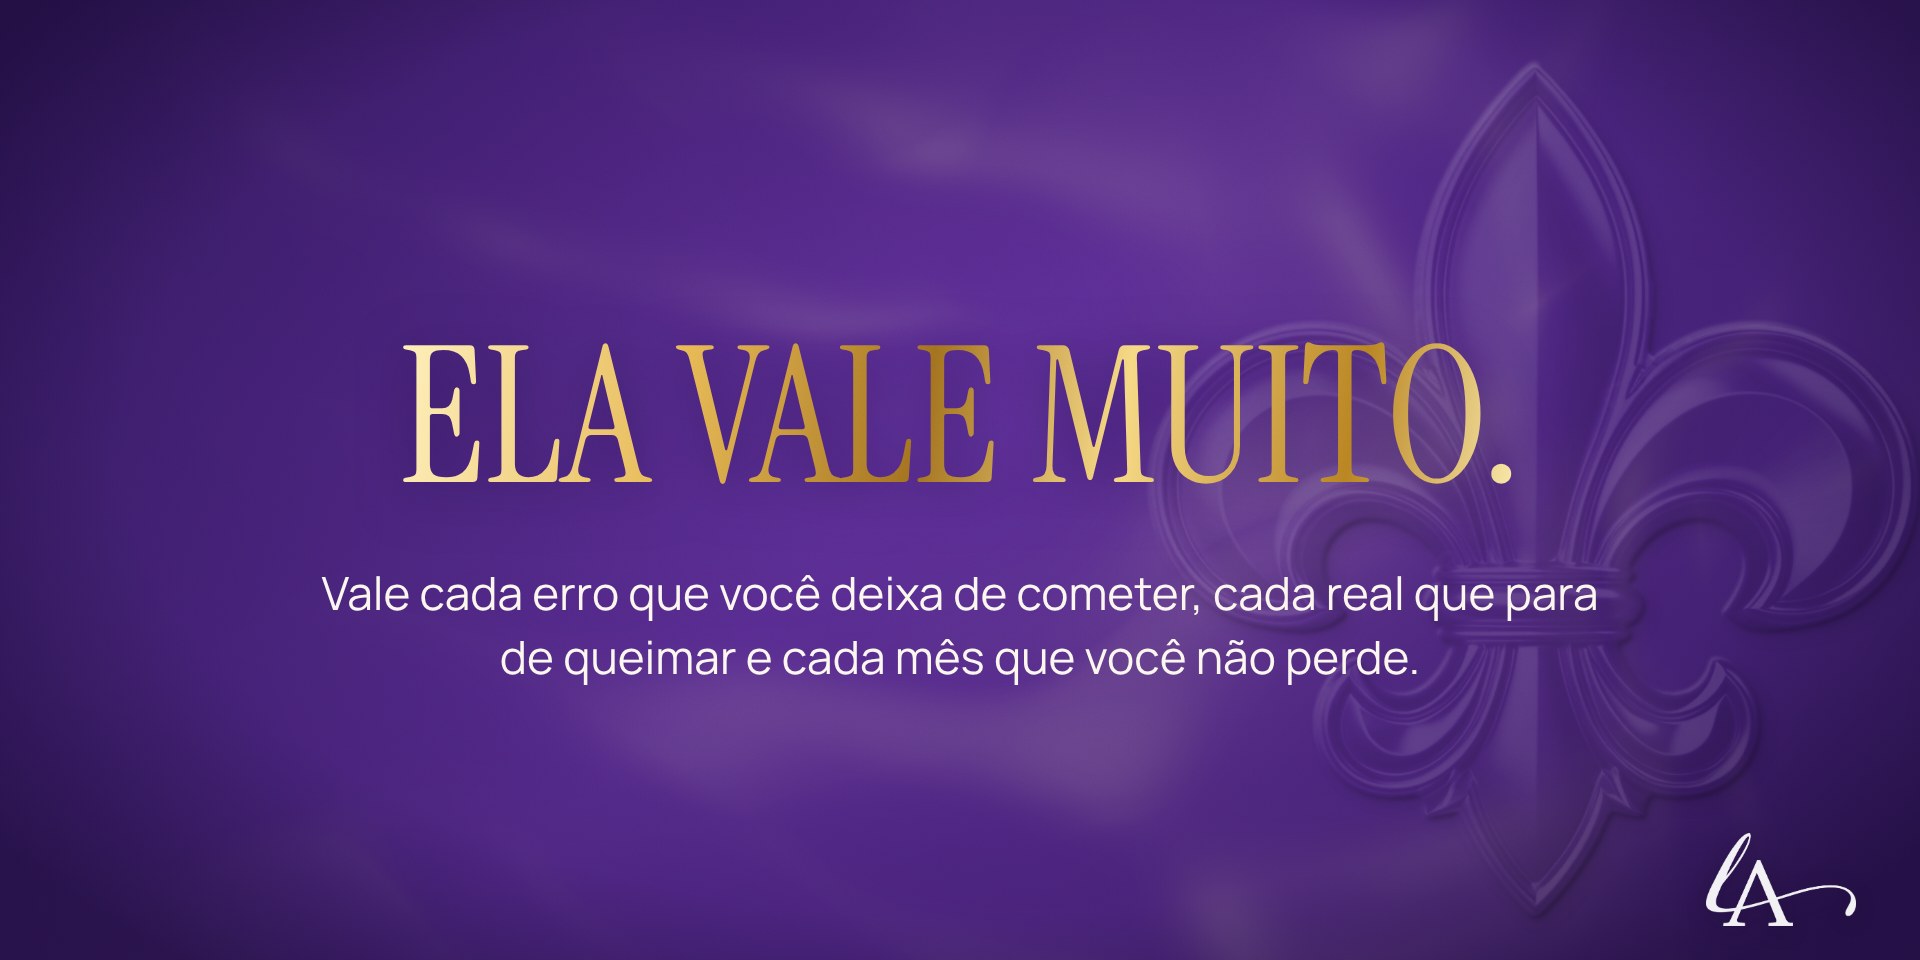 ELA VALE MUITO.
Vale cada erro que você deixa de cometer, cada real que para
de queimar e cada mês que você não perde.
lA